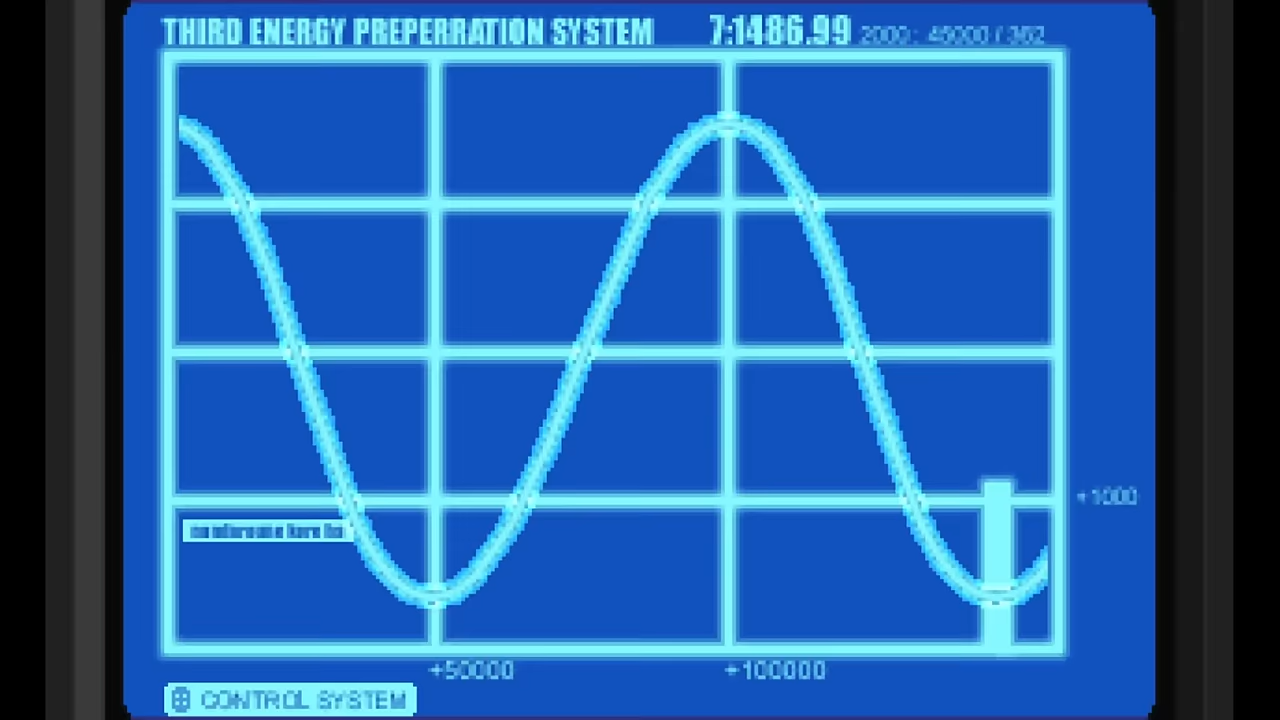 THIRD ENERGY PREPERRATION SYSTEM 7:1486.99 2000 : 45000 / 362
+1000
+50000 +100000
CONTROL SYSTEM